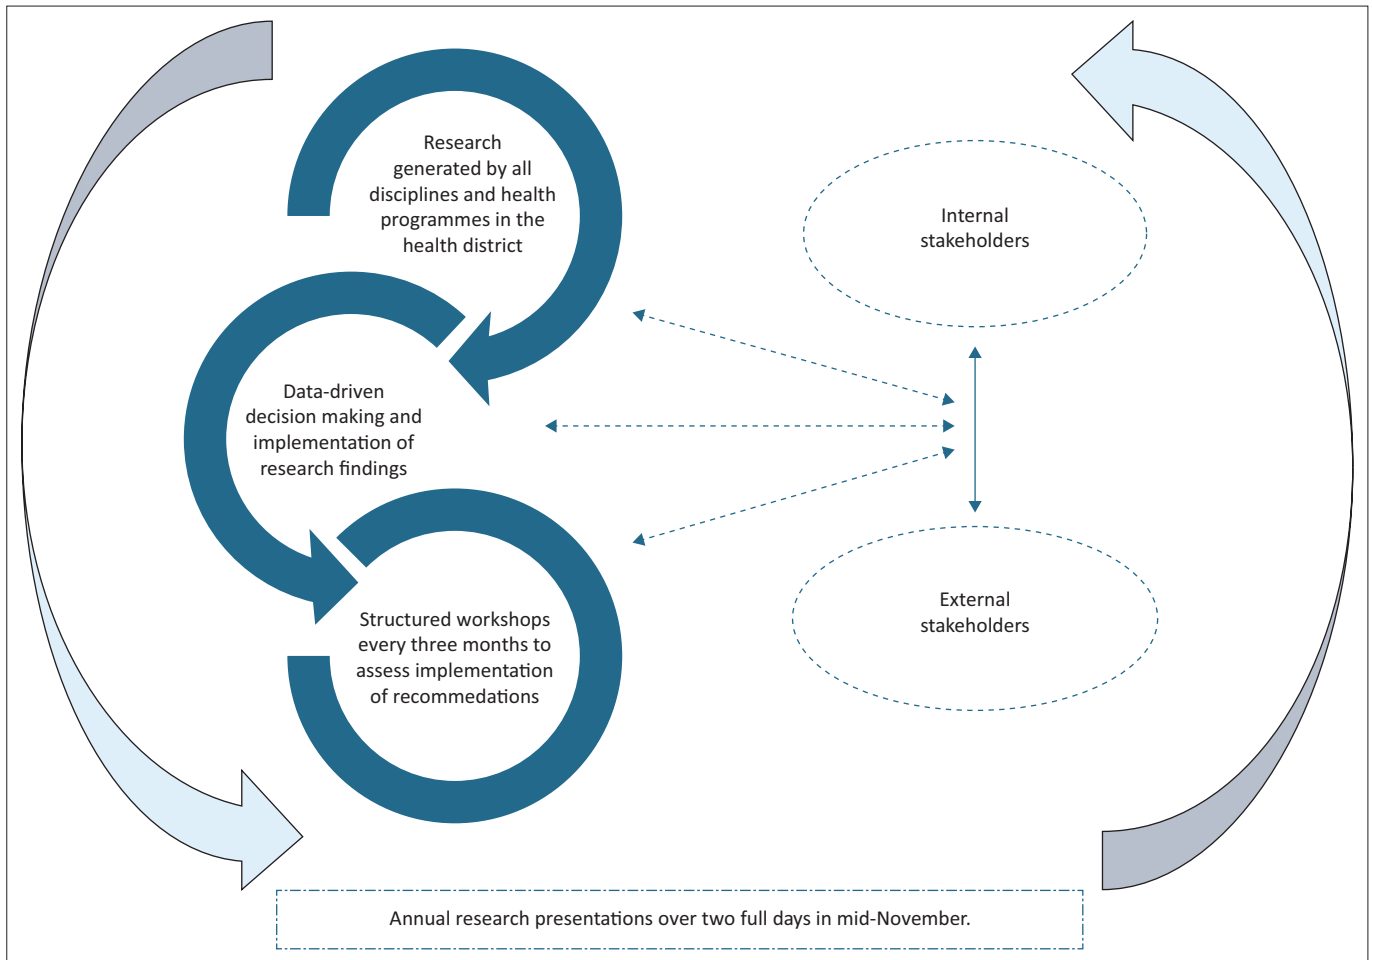 Research
generated by all
disciplines and health
programmes in the
health district
Internal
stakeholders
Data-driven
decision making and
implementation of
research findings
External
stakeholders
Structured workshops
every three months to
assess implementation
of recommedations
Annual research presentations over two full days in mid-November.